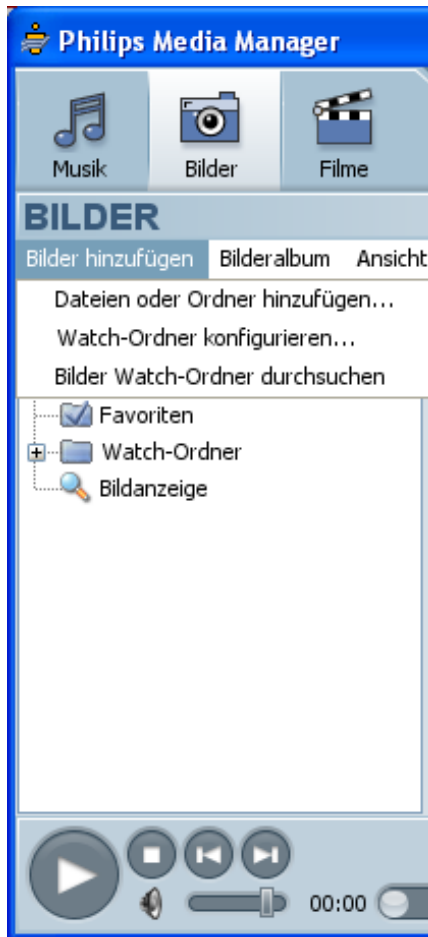 Philips Media Manager
Musik Bilder Filme
BILDER
Bilder hinzufügen Bilderalbum Ansicht
Dateien oder Ordner hinzufügen...
Watch-Ordner konfigurieren...
Bilder Watch-Ordner durchsuchen
Favoriten
Watch-Ordner
Bildanzeige
00:00